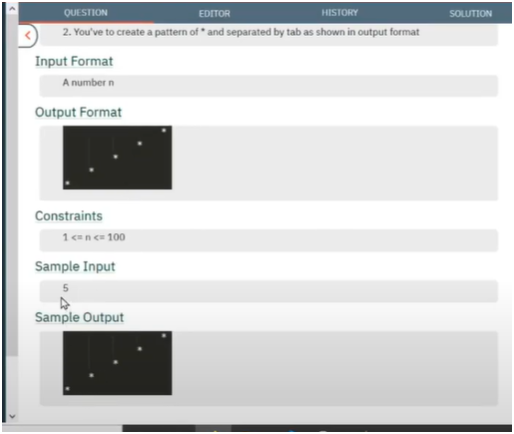 QUESTION EDITOR HISTORY SOLUTION
2. You've to create a pattern of * and separated by tab as shown in output format
Input Format
A number n
Output Format
Constraints
1 <= n <= 100
Sample Input
5
Sample Output